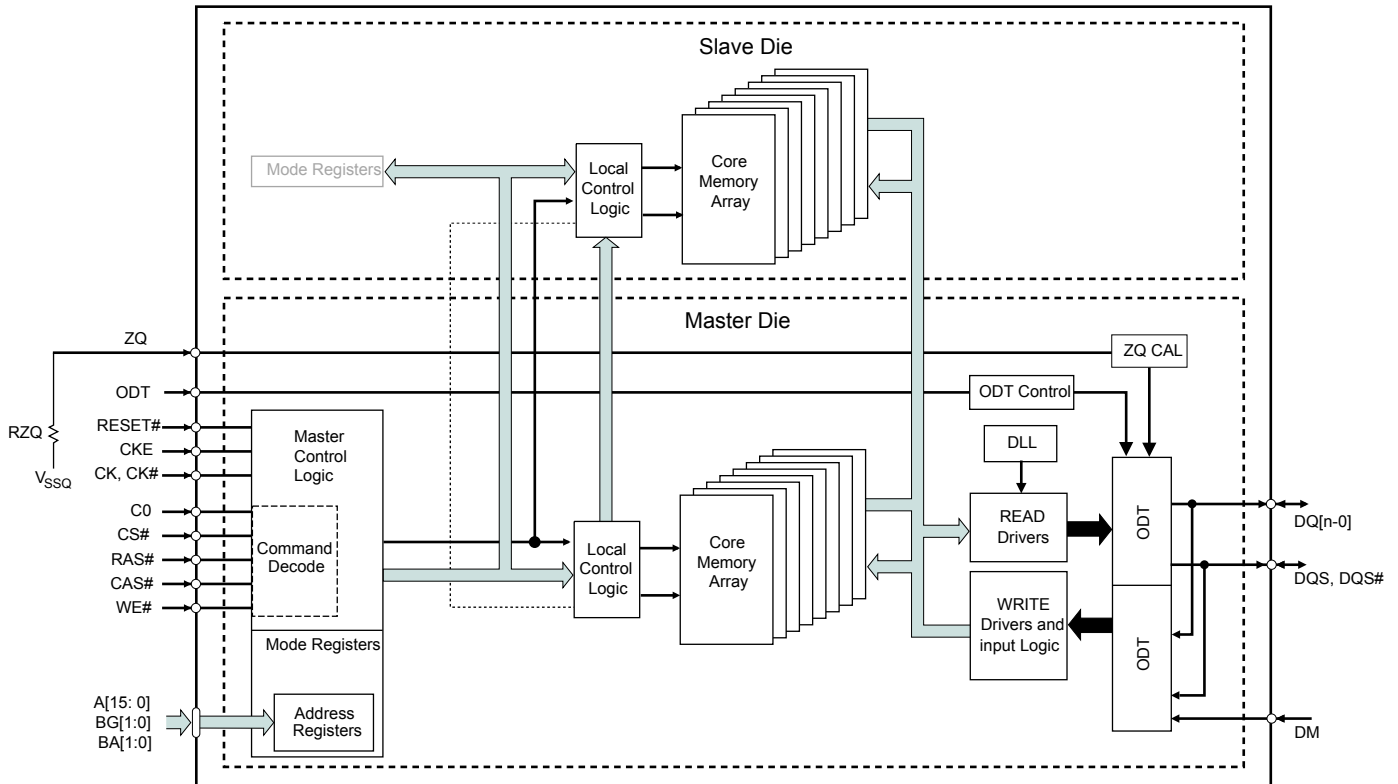 Slave Die
Mode Registers
Local
Control
Logic
Core
Memory
Array
Master Die
ZQ
ZQ CAL
ODT
ODT Control
RZQ
VSSQ
RESET#
CKE
CK, CK#
C0
CS#
RAS#
CAS#
WE#
Master
Control
Logic
Command
Decode
Mode Registers
A[15: 0]
BG[1:0]
BA[1:0]
Address
Registers
Local
Control
Logic
Core
Memory
Array
DLL
READ
Drivers
WRITE
Drivers and
input Logic
ODT
ODT
DQ[n-0]
DQS, DQS#
DM